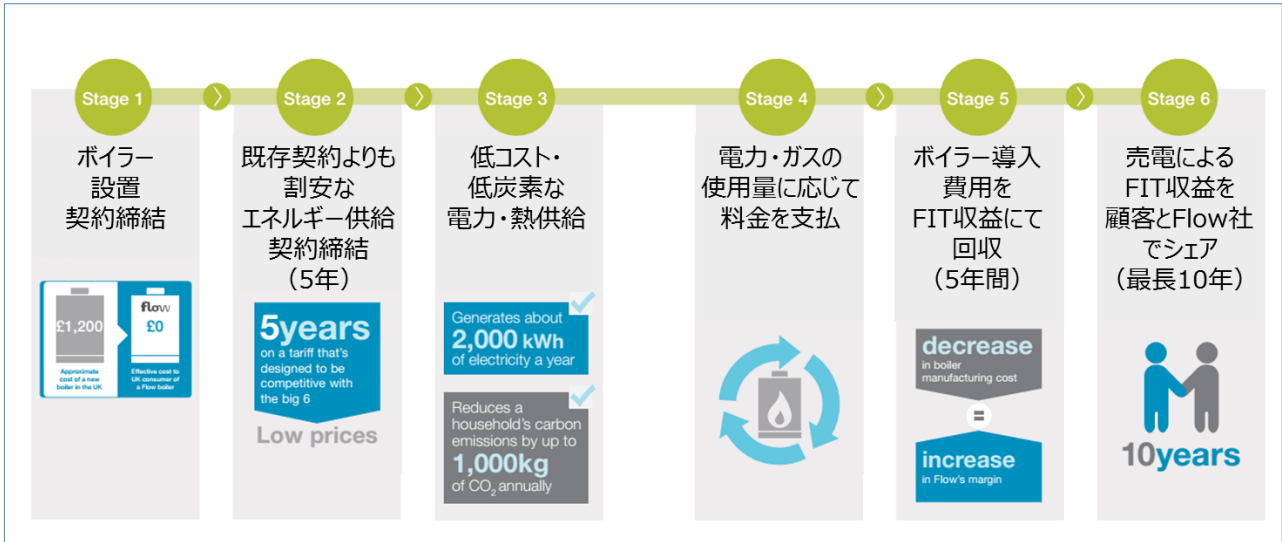 Stage 1
ボイラー
設置
契約締結
£1,200
flow
£0
Approximate
cost of a new
boiler in the UK
Effective cost to
UK consumer of
a Flow boiler
Stage 2
既存契約よりも
割安な
エネルギー供給
契約締結
（5年）
5years
on a tariff that's
designed to be
competitive with
the big 6
Low prices
Stage 3
低コスト・
低炭素な
電力・熱供給
Generates about
2,000 kWh
of electricity a year
Reduces a
household's carbon
emissions by up to
1,000kg
of CO2 annually
Stage 4
電力・ガスの
使用量に応じて
料金を支払
Stage 5
ボイラー導入
費用を
FIT収益にて
回収
（5年間）
decrease
in boiler
manufacturing cost
=
increase
in Flow's margin
Stage 6
売電による
FIT収益を
顧客とFlow社
でシェア
（最長10年）
10years